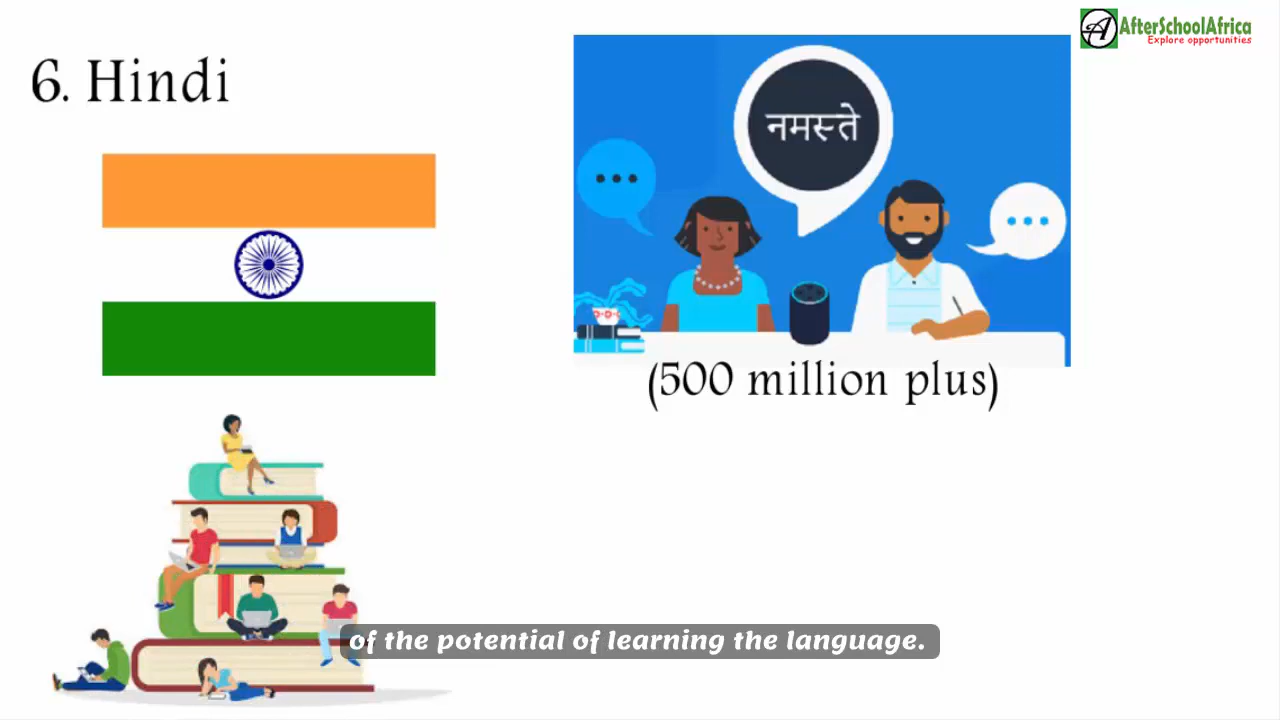 6. Hindi
AfterSchoolAfrica
Explore opportunities
नमस्ते
(500 million plus)
of the potential of learning the language.